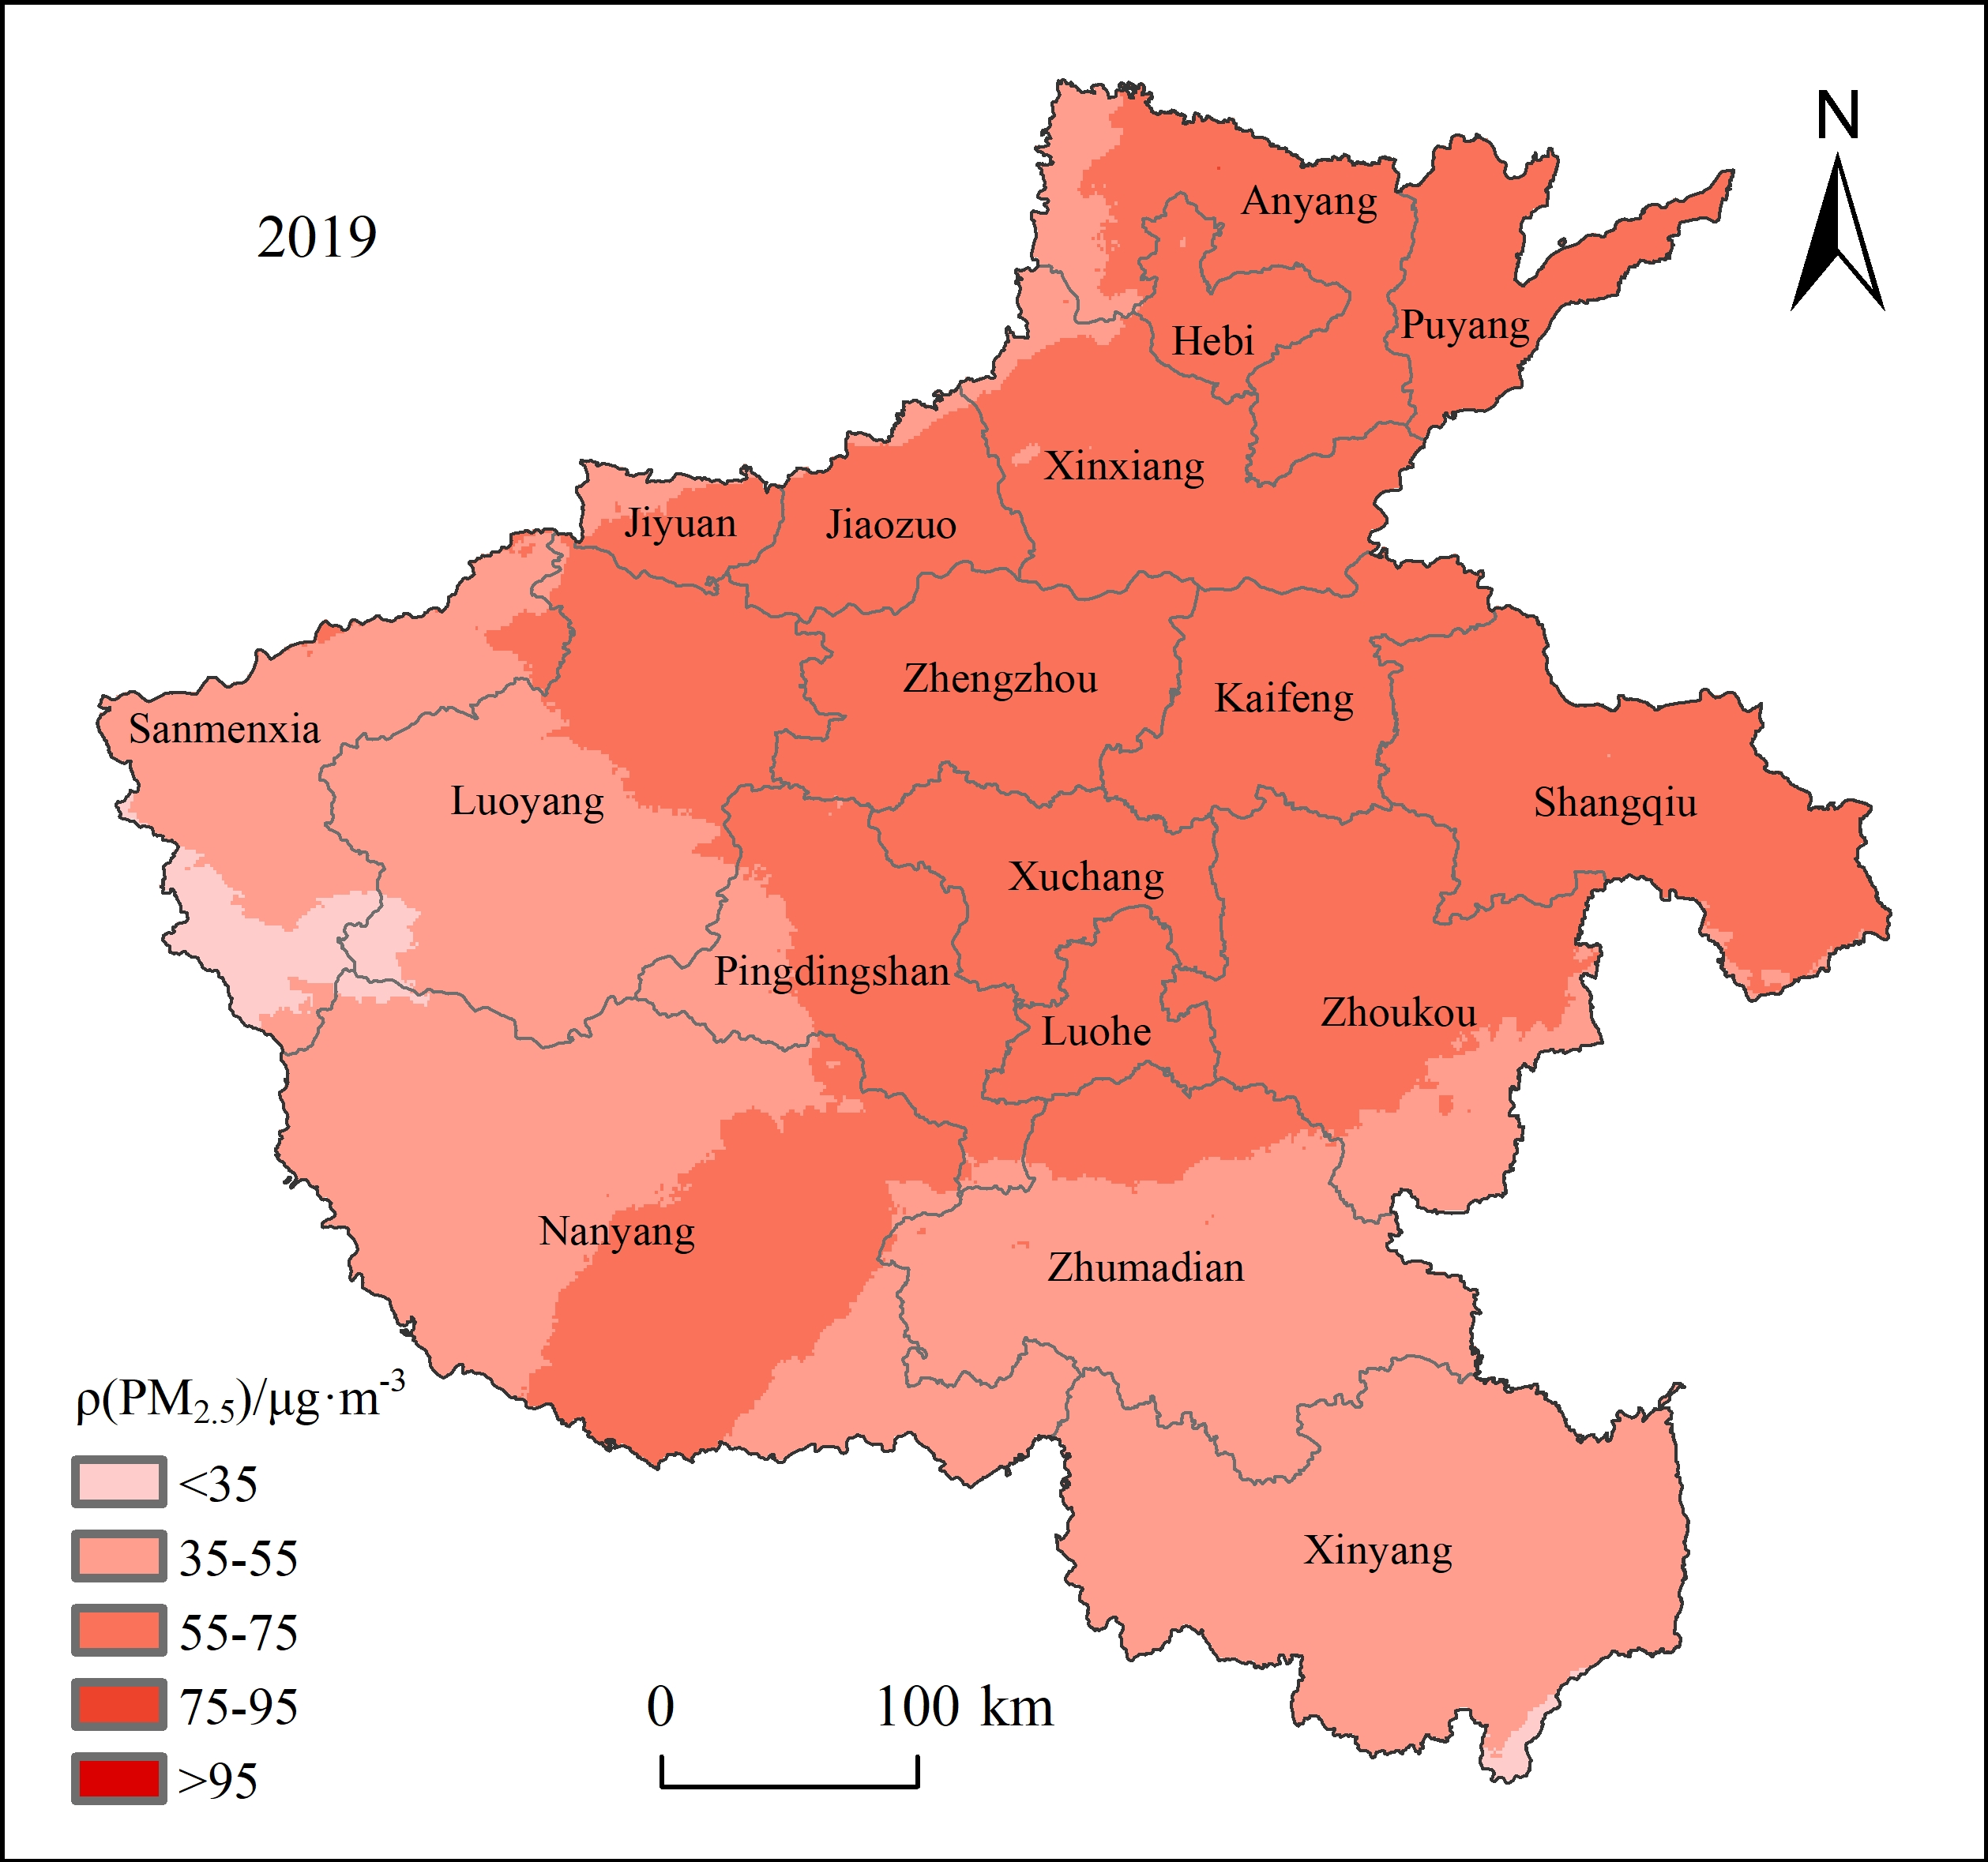 N
2019
Anyang
Puyang
Hebi
Xinxiang
Jiyuan
Jiaozuo
Zhengzhou
Kaifeng
Sanmenxia
Luoyang
Shangqiu
Xuchang
Pingdingshan
Zhoukou
Luohe
Nanyang
Zhumadian
Xinyang
ρ(PM2.5)/μg·m-3
<35
35-55
55-75
75-95
>95
0 100 km